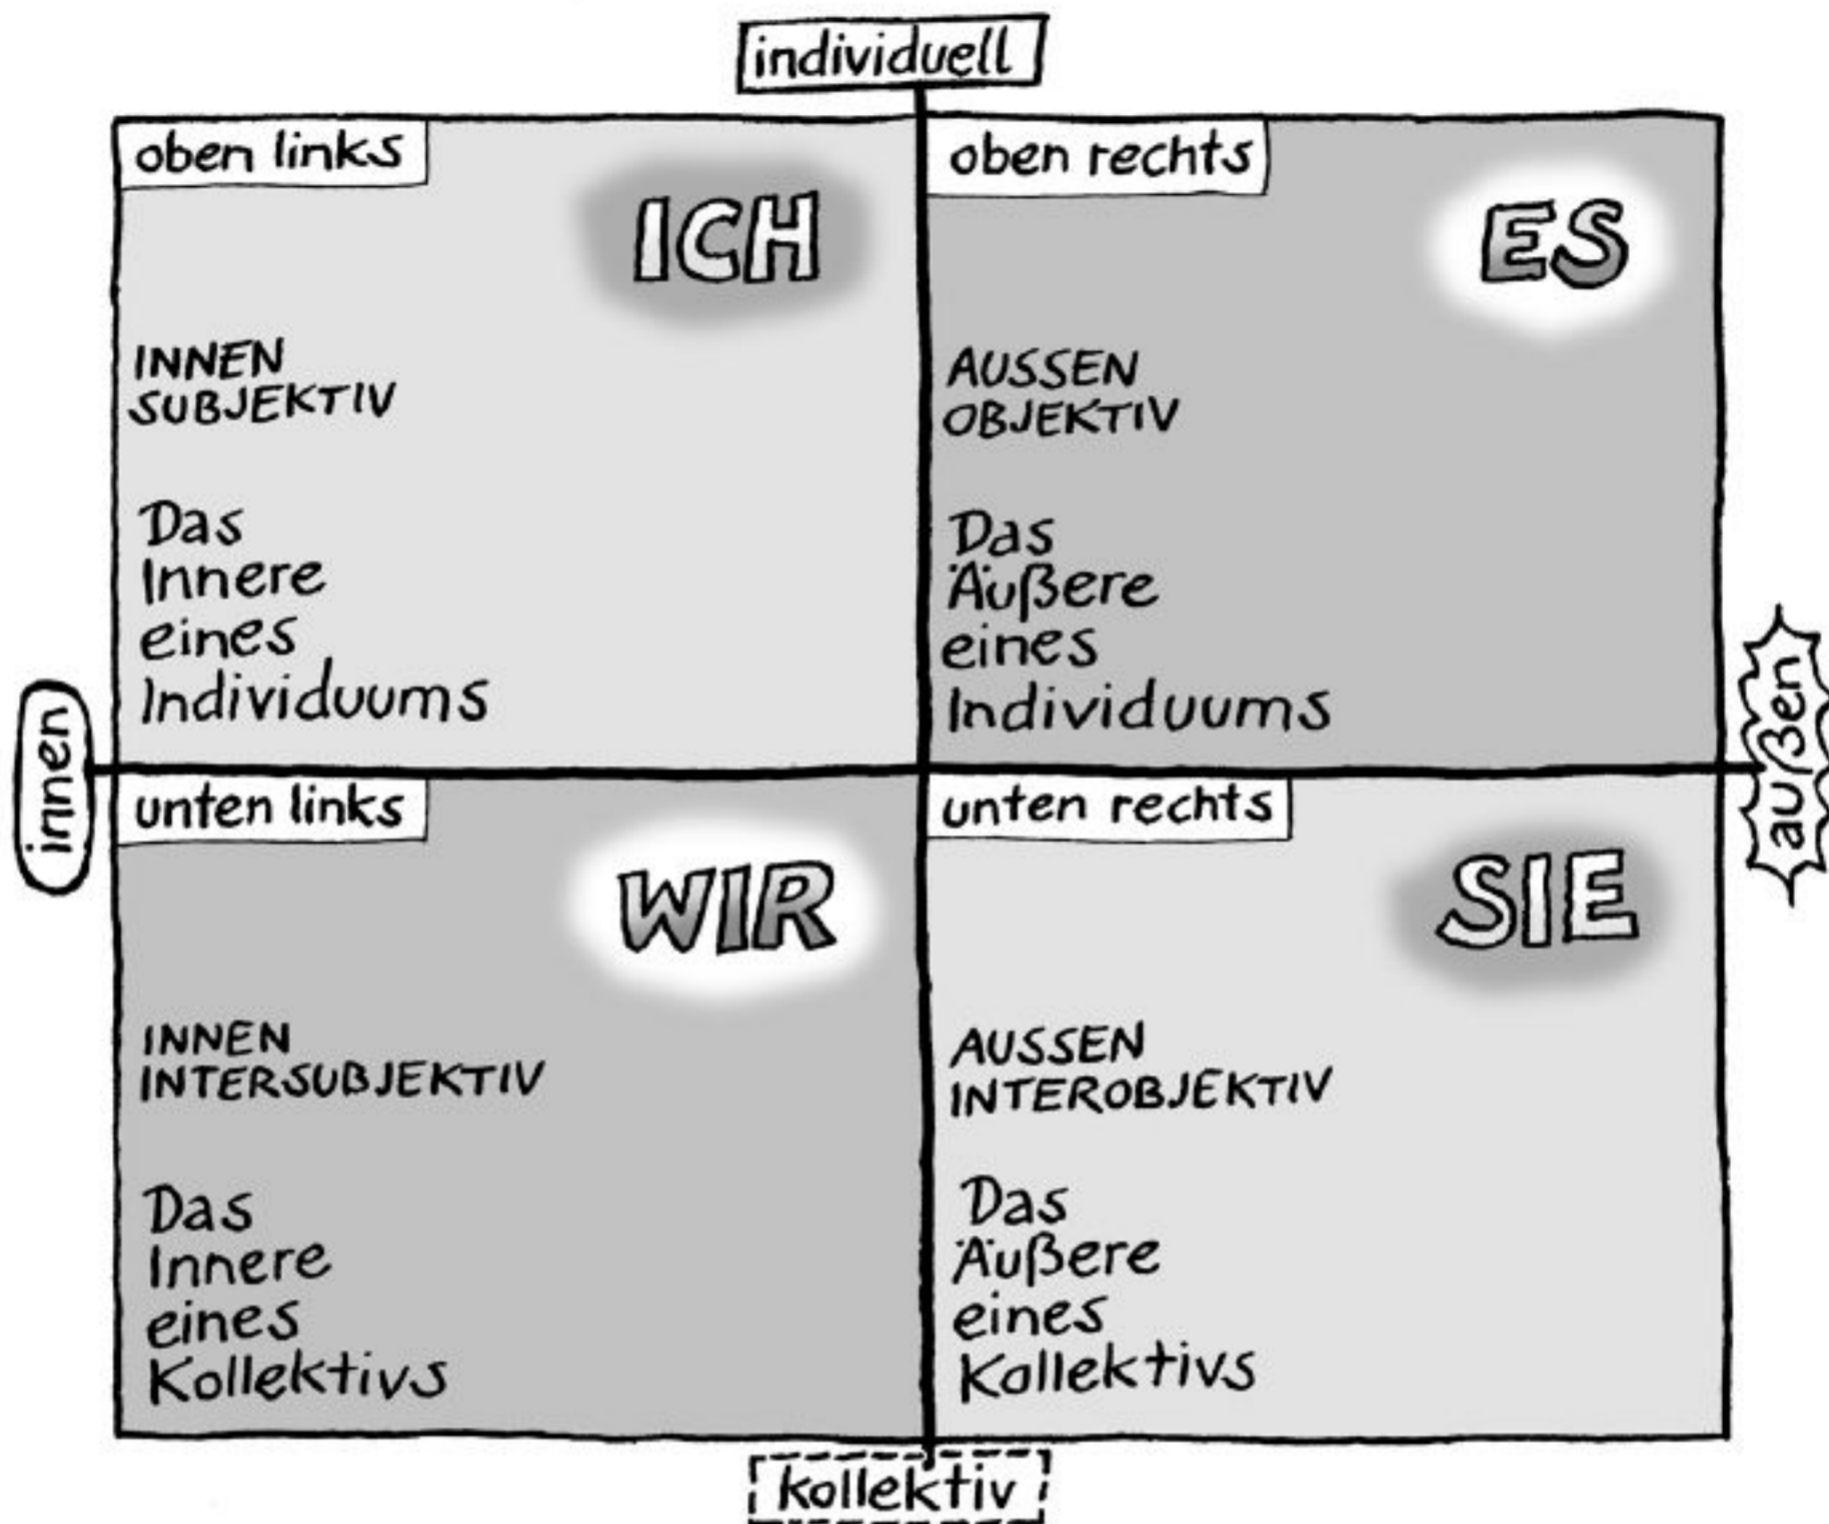 individuell
oben links
ICH
INNEN
SUBJEKTIV
Das
Innere
eines
Individuums
oben rechts
ES
AUSSEN
OBJEKTIV
Das
Äußere
eines
Individuums
innen
außen
unten links
WIR
INNEN
INTERSUBJEKTIV
Das
Innere
eines
Kollektivs
unten rechts
SIE
AUSSEN
INTEROBJEKTIV
Das
Äußere
eines
Kollektivs
kollektiv